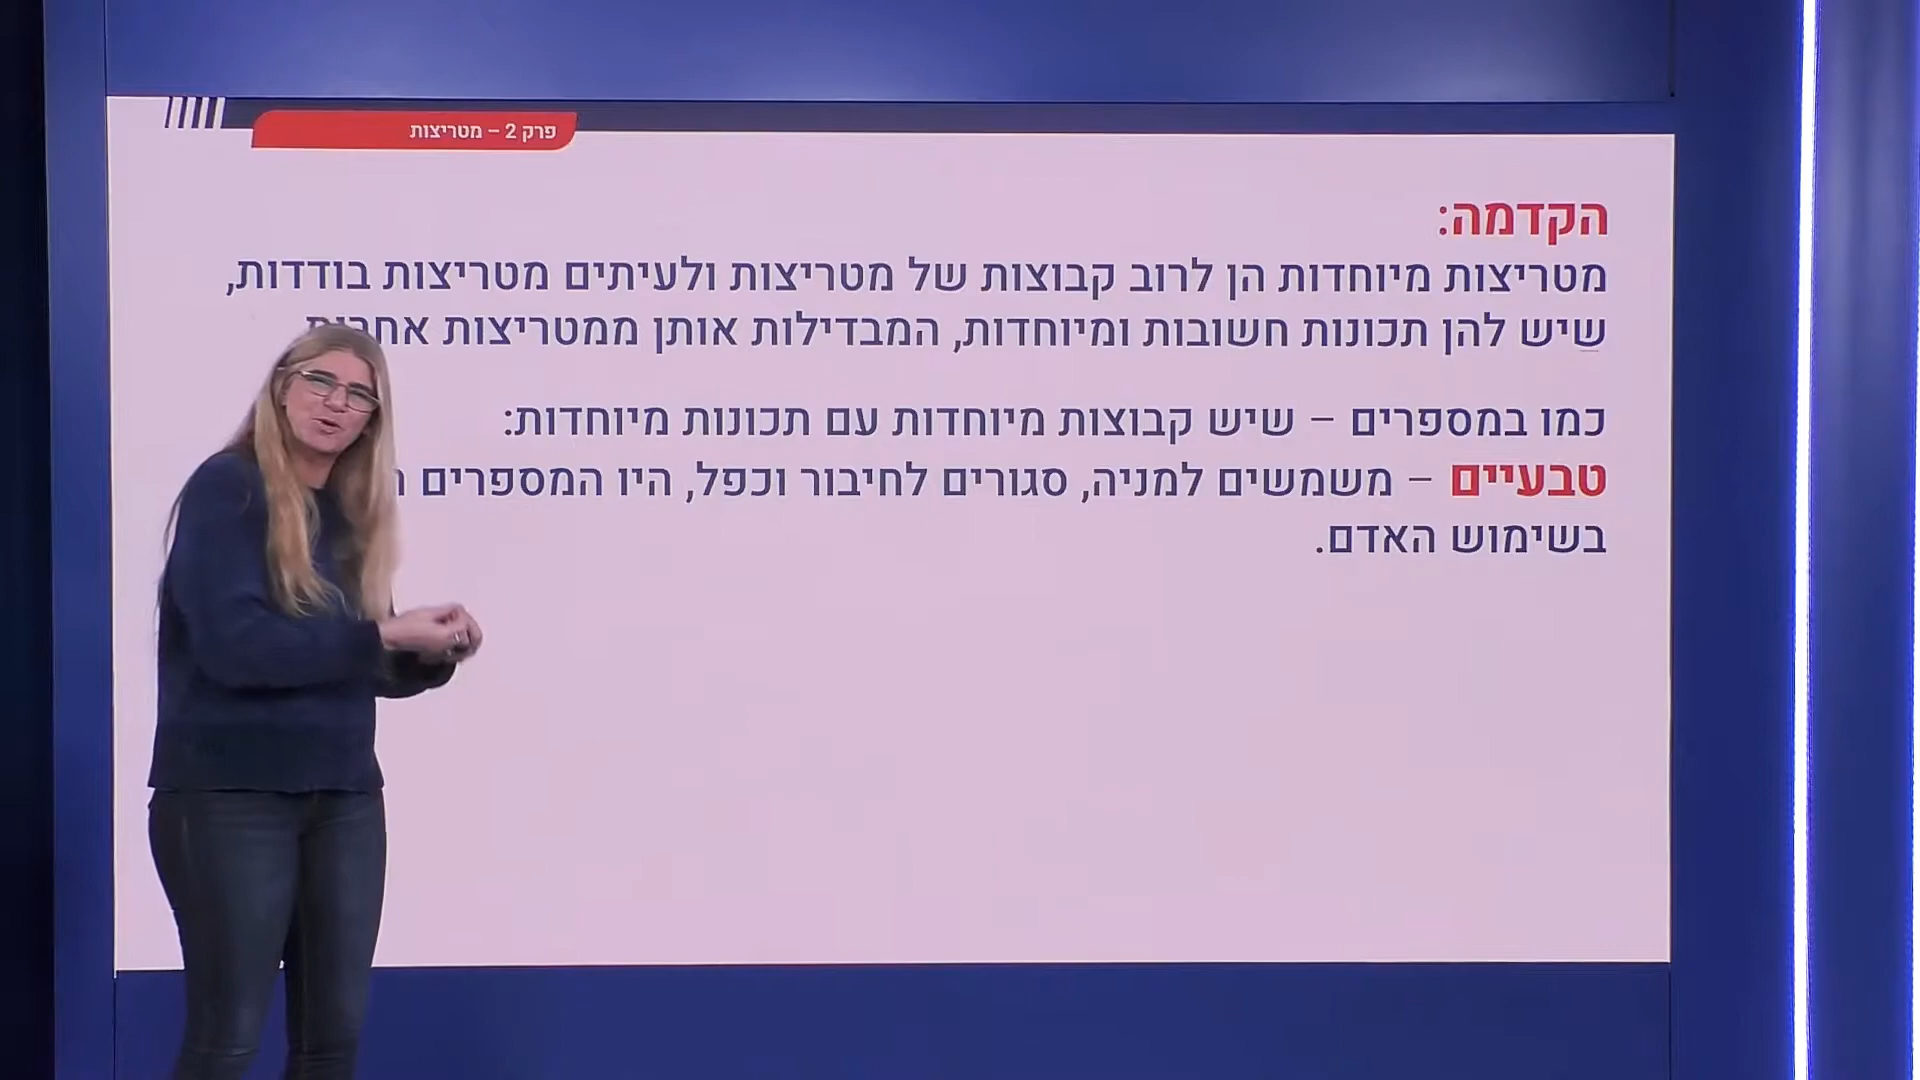 פרק 2 – מטריצות
הקדמה:
מטריצות מיוחדות הן לרוב קבוצות של מטריצות ולעיתים מטריצות בודדות,
שיש להן תכונות חשובות ומיוחדות, המבדילות אותן ממטריצות אחרות
כמו במספרים – שיש קבוצות מיוחדות עם תכונות מיוחדות:
טבעיים – משמשים למניה, סגורים לחיבור וכפל, היו המספרים
בשימוש האדם.